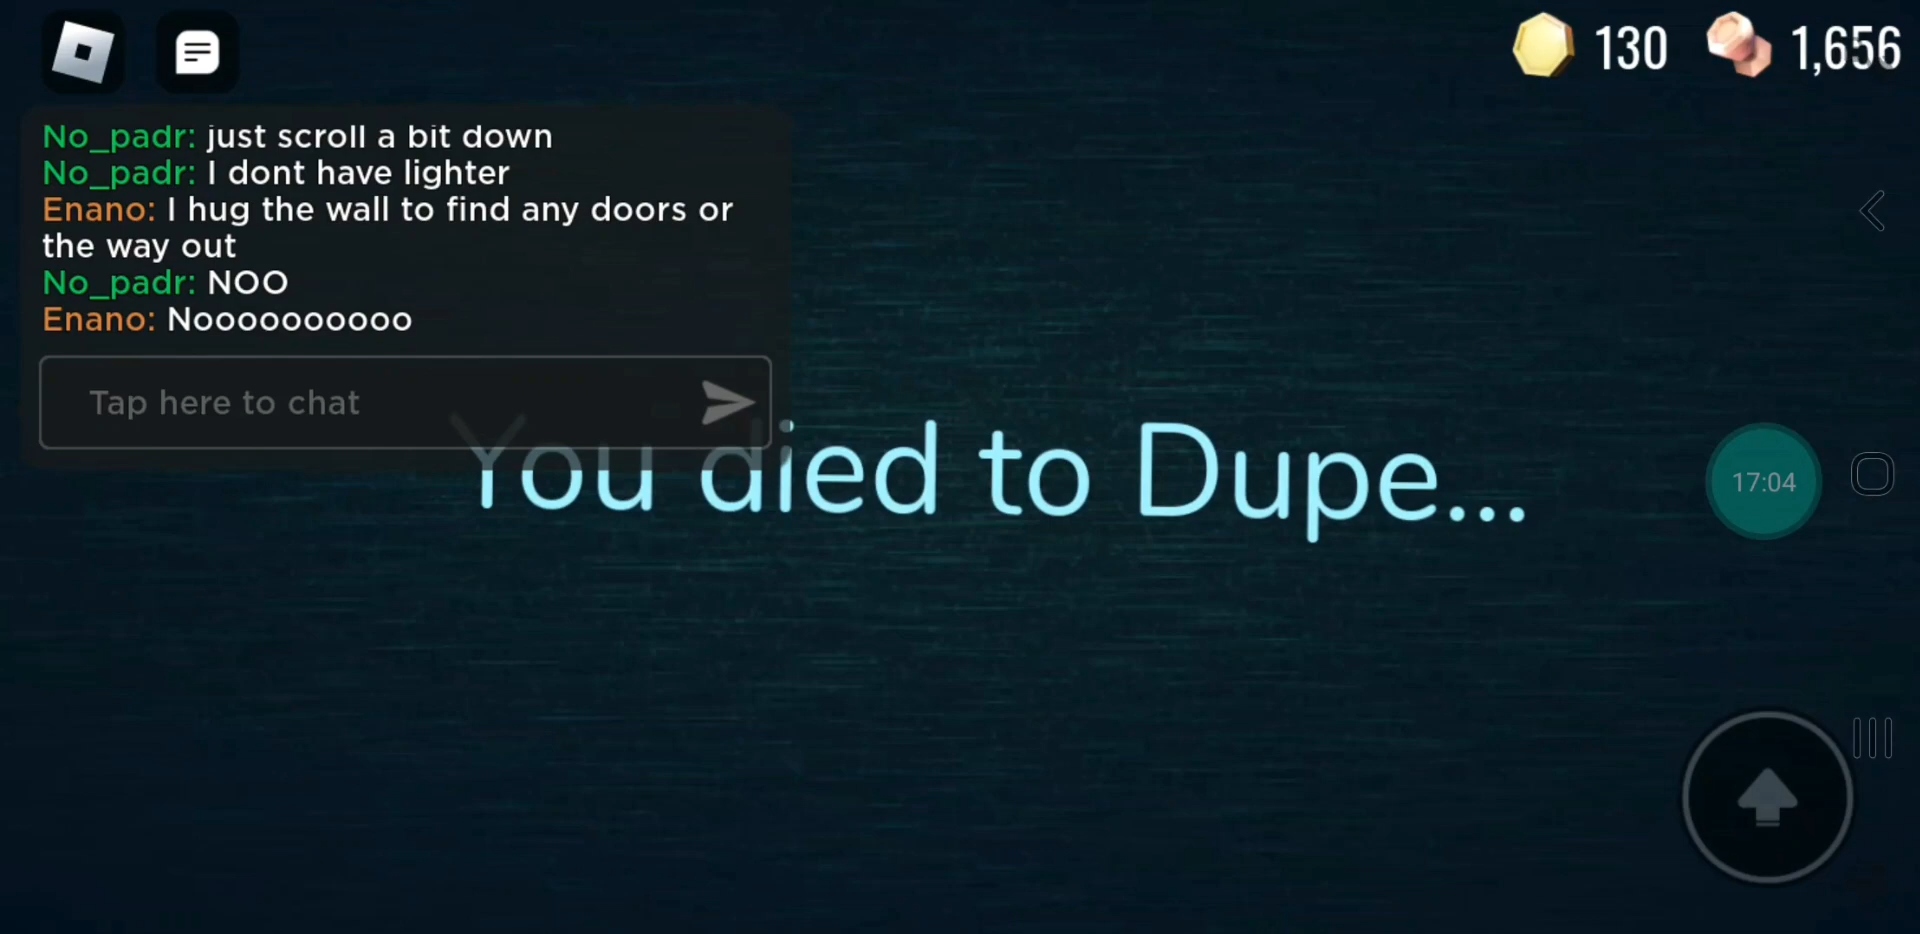 130 1,656
No_padr: just scroll a bit down
No_padr: I dont have lighter
Enano: I hug the wall to find any doors or
the way out
No_padr: NOO
Enano: Noooooooooo
Tap here to chat
You died to Dupe...
17:04